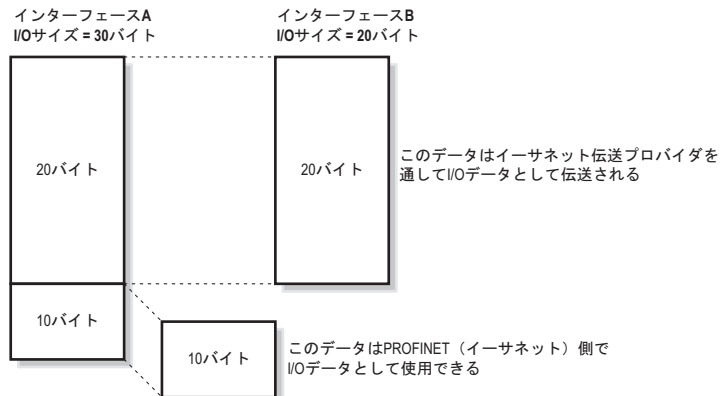 インターフェースA
I/Oサイズ = 30バイト
インターフェースB
I/Oサイズ = 20バイト
20バイト
20バイト
このデータはイーサネット伝送プロバイダを
通してI/Oデータとして伝送される
10バイト
10バイト
このデータはPROFINET（イーサネット）側で
I/Oデータとして使用できる